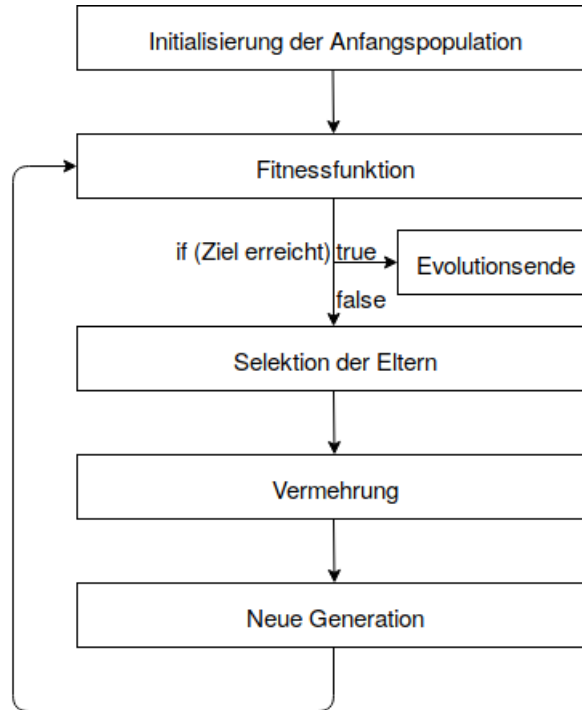 Initialisierung der Anfangspopulation
Fitnessfunktion
if (Ziel erreicht) true
Evolutionsende
false
Selektion der Eltern
Vermehrung
Neue Generation